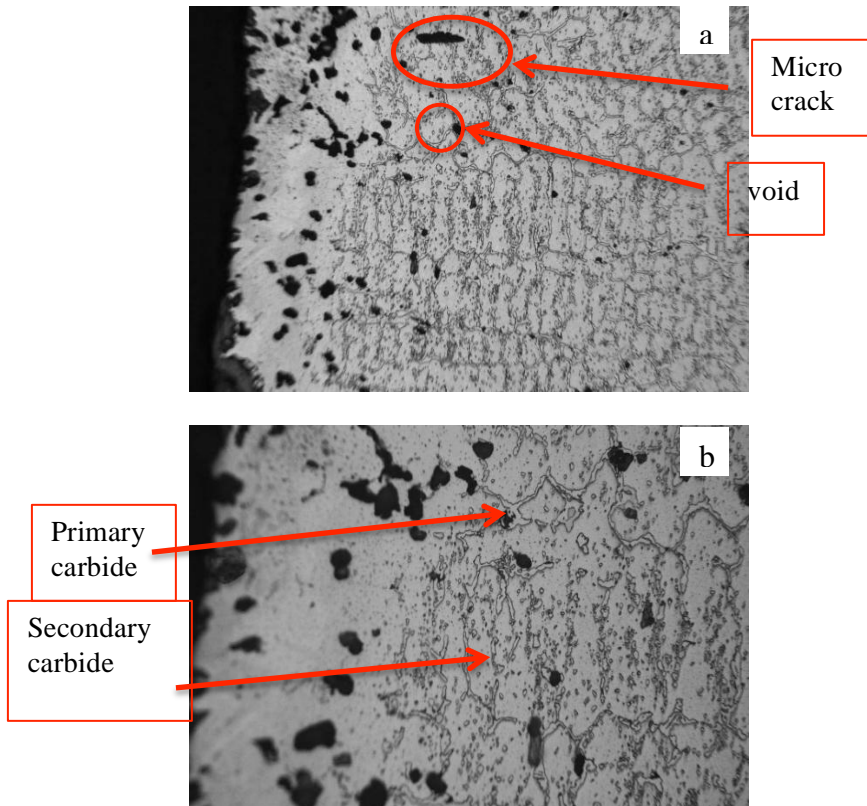 a
Micro
crack
void
b
Primary
carbide
Secondary
carbide